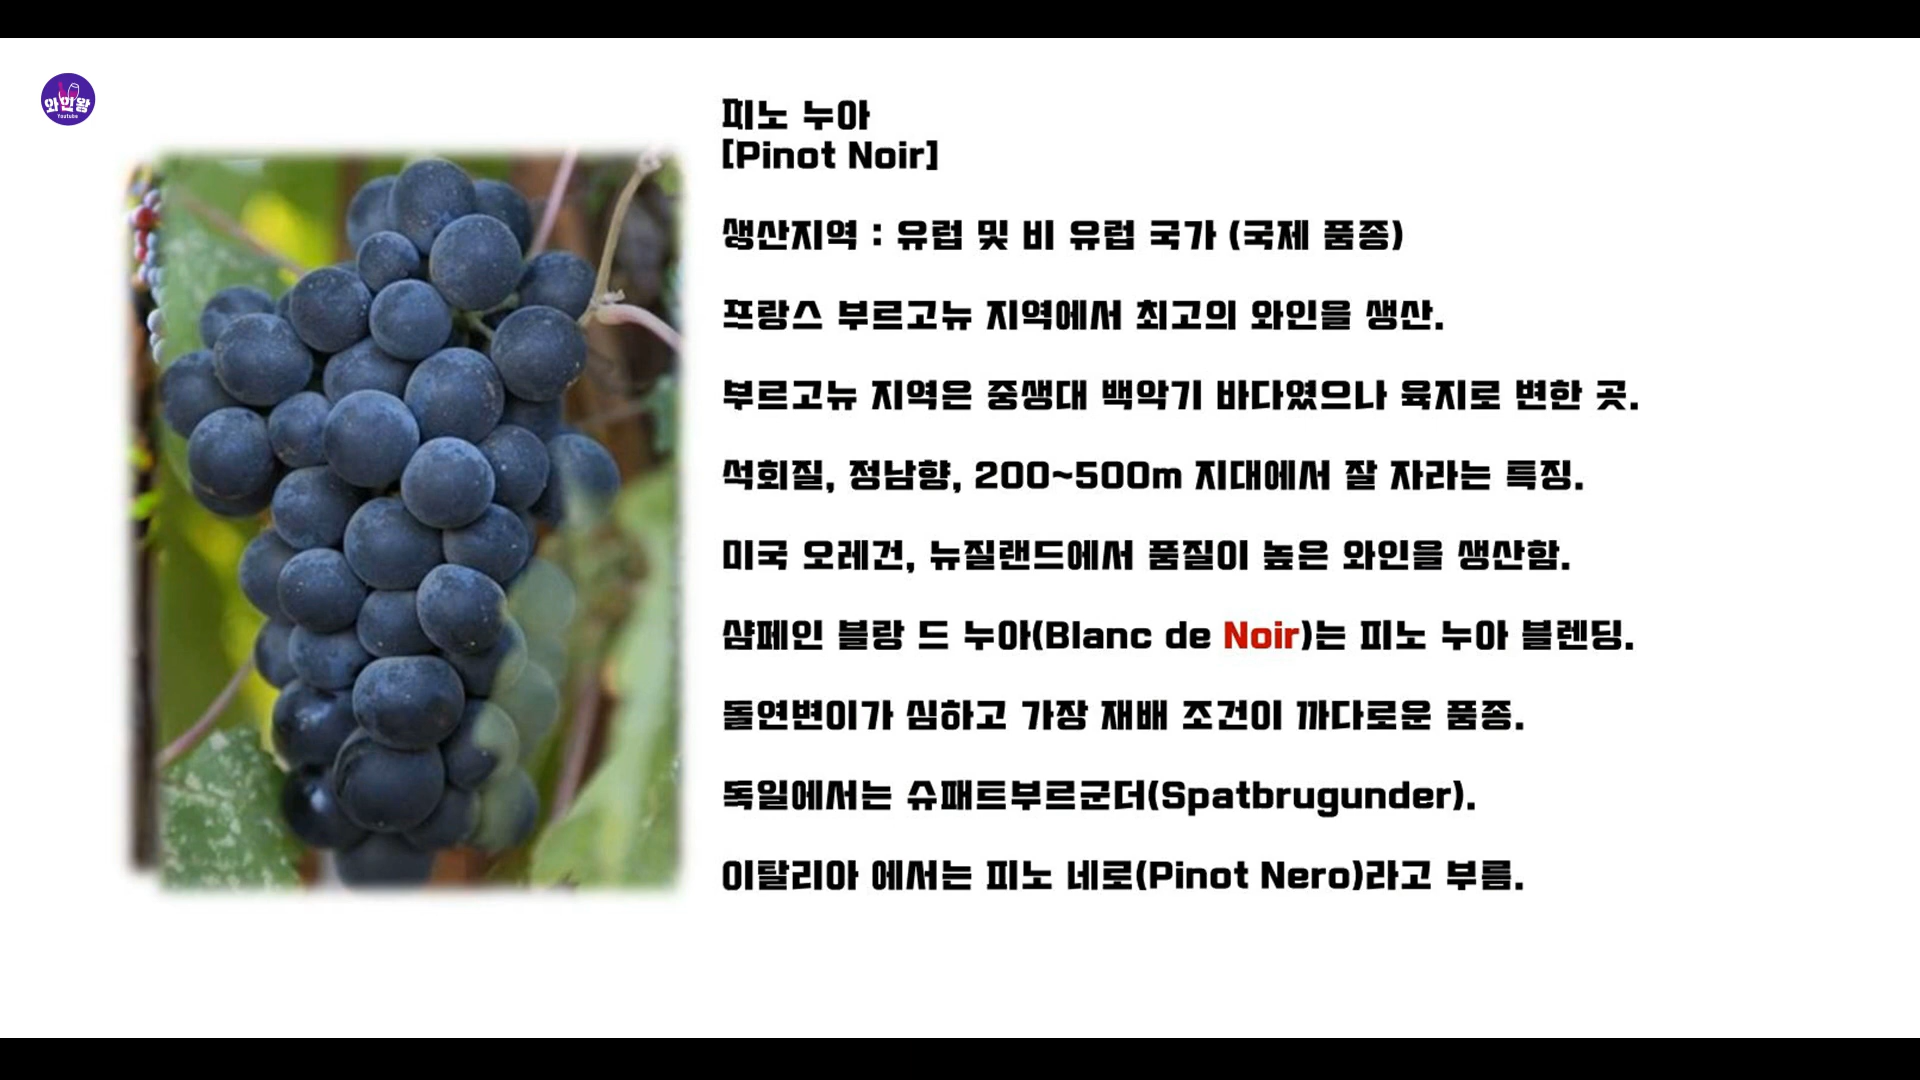 와인왕
Youtube
피노 누아
[Pinot Noir]
생산지역 : 유럽 및 비 유럽 국가 (국제 품종)
프랑스 부르고뉴 지역에서 최고의 와인을 생산.
부르고뉴 지역은 중생대 백악기 바다였으나 육지로 변한 곳.
석회질, 정남향, 200~500m 지대에서 잘 자라는 특징.
미국 오레건, 뉴질랜드에서 품질이 높은 와인을 생산함.
샴페인 블랑 드 누아(Blanc de Noir)는 피노 누아 블렌딩.
돌연변이가 심하고 가장 재배 조건이 까다로운 품종.
독일에서는 슈패트부르군더(Spatbrugunder).
이탈리아 에서는 피노 네로(Pinot Nero)라고 부름.